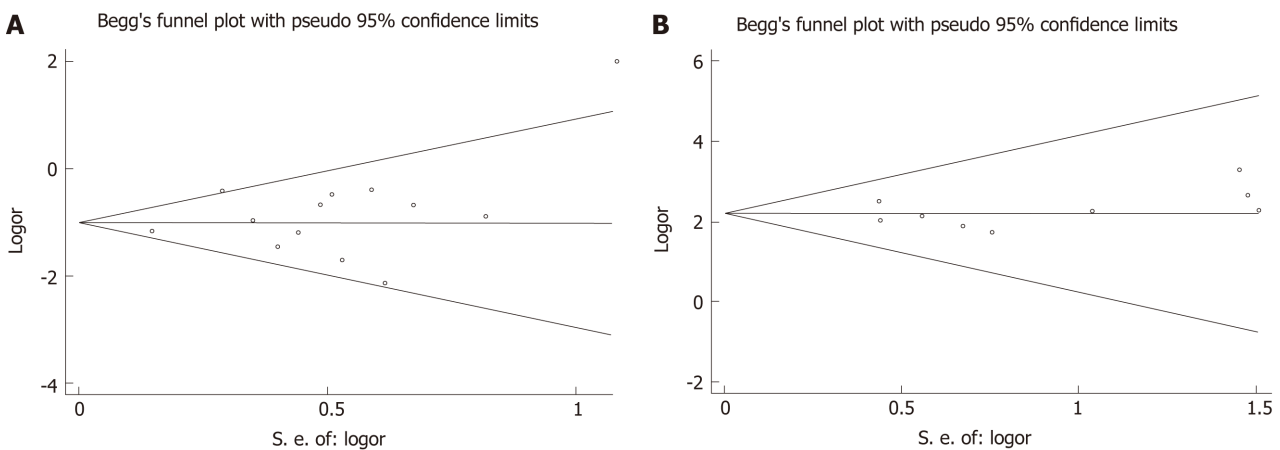 A
Begg's funnel plot with pseudo 95% confidence limits
2
0
-2
-4
Logor
0
0.5
1
S. e. of: logor
B
Begg's funnel plot with pseudo 95% confidence limits
6
4
2
0
-2
Logor
0
0.5
1
1.5
S. e. of: logor